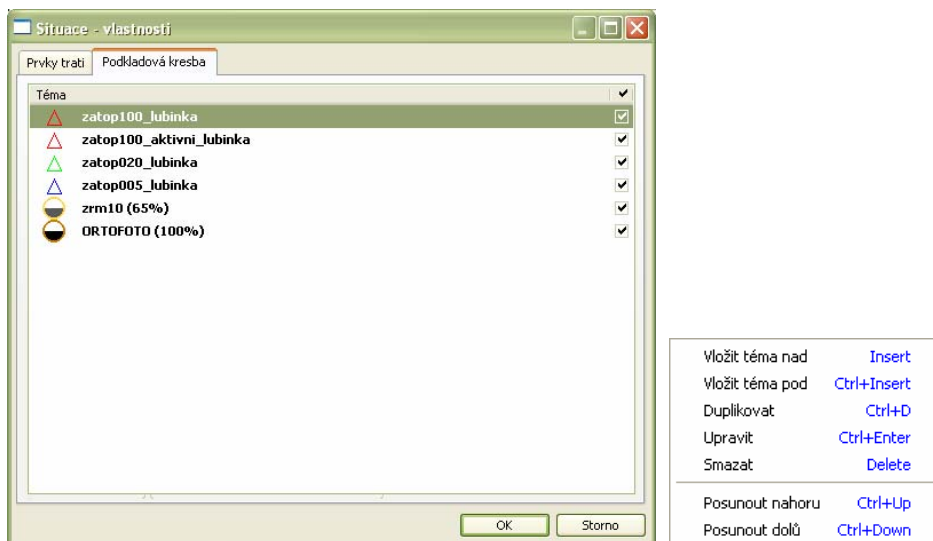 Situace - vlastnosti
Prvky trati Podkladová kresba
Téma
zatop100_lubinka
zatop100_aktivni_lubinka
zatop020_lubinka
zatop005_lubinka
zrm10 (65%)
ORTOFOTO (100%)
OK Storno
Vložit téma nad Insert
Vložit téma pod Ctrl+Insert
Duplikovat Ctrl+D
Upravit Ctrl+Enter
Smazat Delete
Posunout nahoru Ctrl+Up
Posunout dolů Ctrl+Down